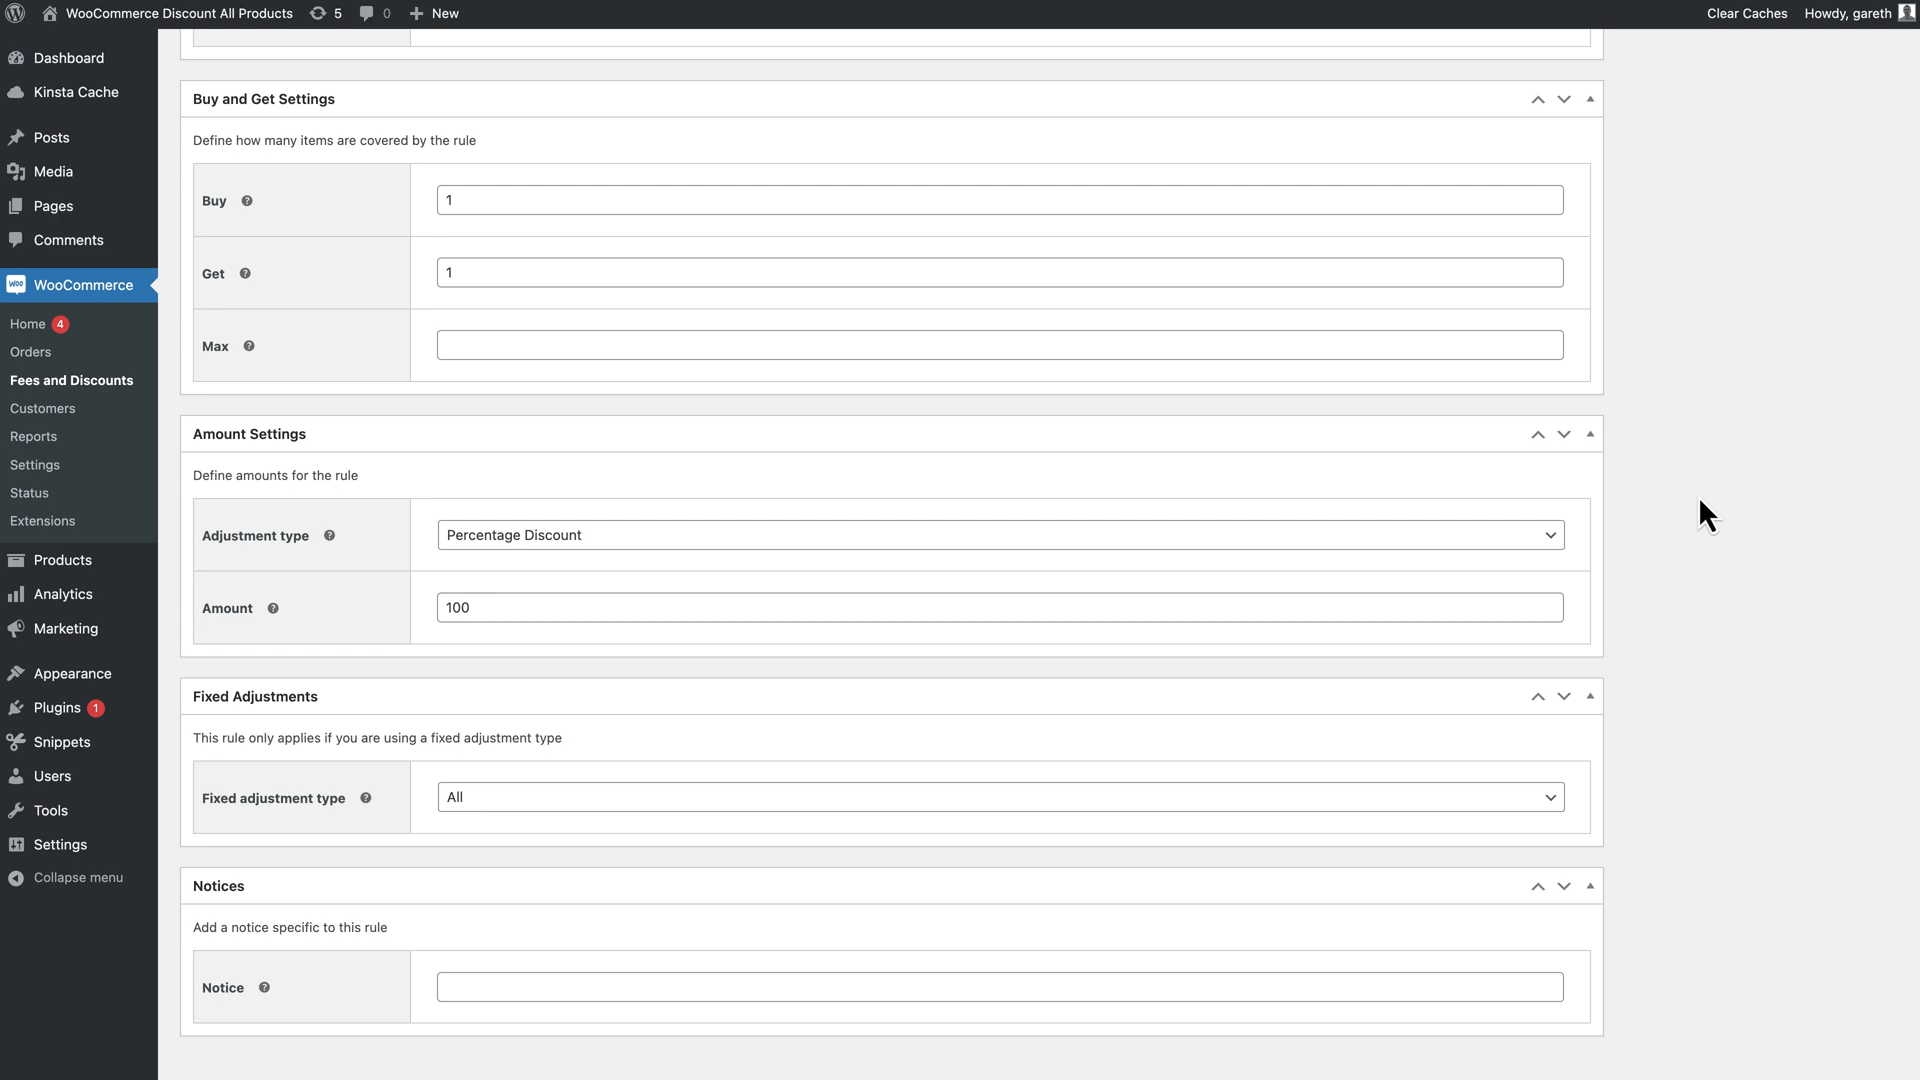 WooCommerce Discount All Products 5 0 New Clear Caches Howdy, gareth
Dashboard
Kinsta Cache
Posts
Media
Pages
Comments
WooCommerce
Home 4
Orders
Fees and Discounts
Customers
Reports
Settings
Status
Extensions
Products
Analytics
Marketing
Appearance
Plugins 1
Snippets
Users
Tools
Settings
Collapse menu
Buy and Get Settings
Define how many items are covered by the rule
Buy ? 1
Get ? 1
Max ?
Amount Settings
Define amounts for the rule
Adjustment type ? Percentage Discount
Amount ? 100
Fixed Adjustments
This rule only applies if you are using a fixed adjustment type
Fixed adjustment type ? All
Notices
Add a notice specific to this rule
Notice ?